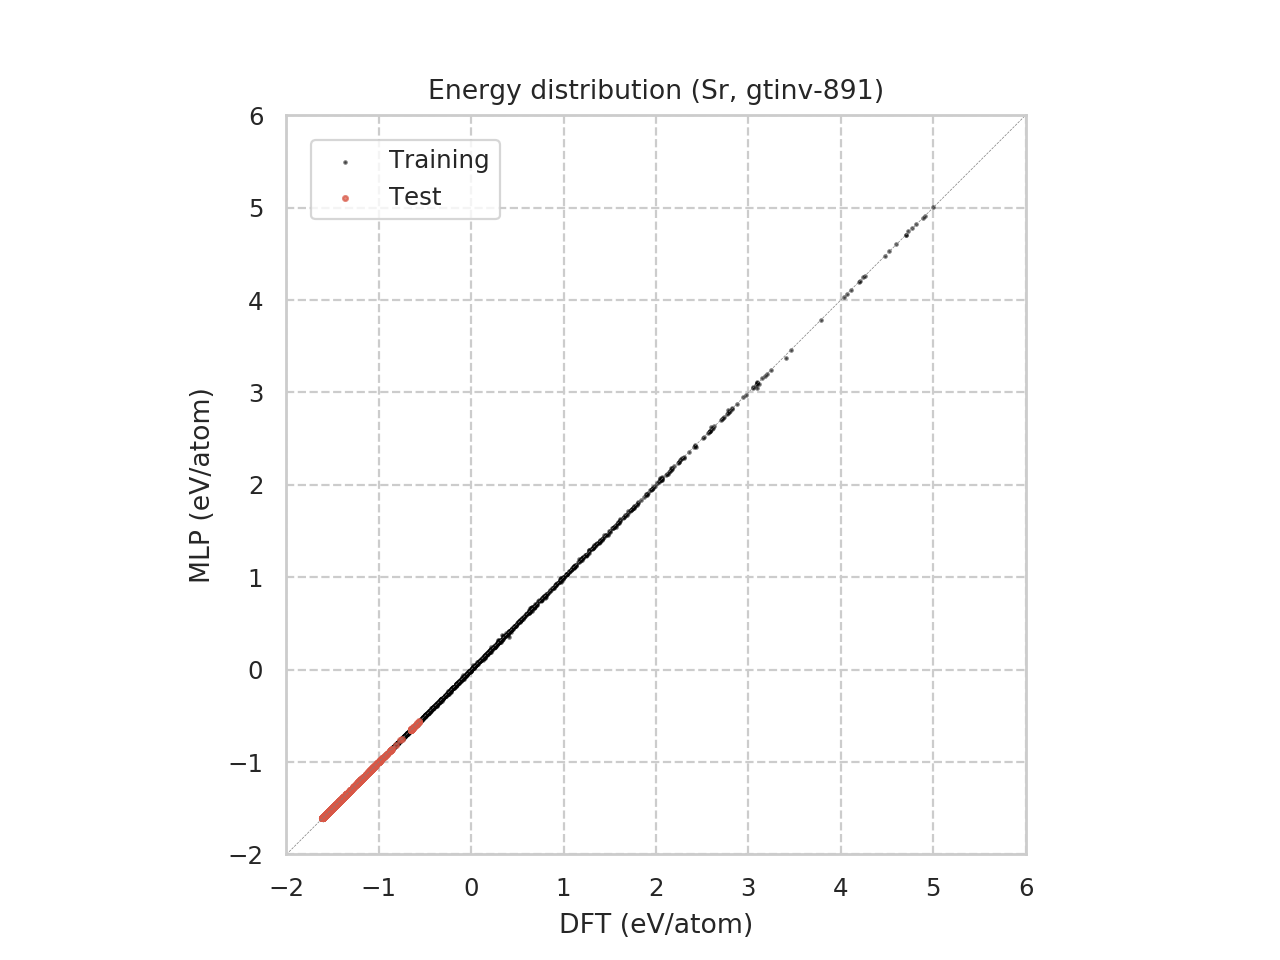 Energy distribution (Sr, gtinv-891)
Training
Test
6
5
4
3
2
1
0
−1
−2
MLP (eV/atom)
−2 −1 0 1 2 3 4 5 6
DFT (eV/atom)